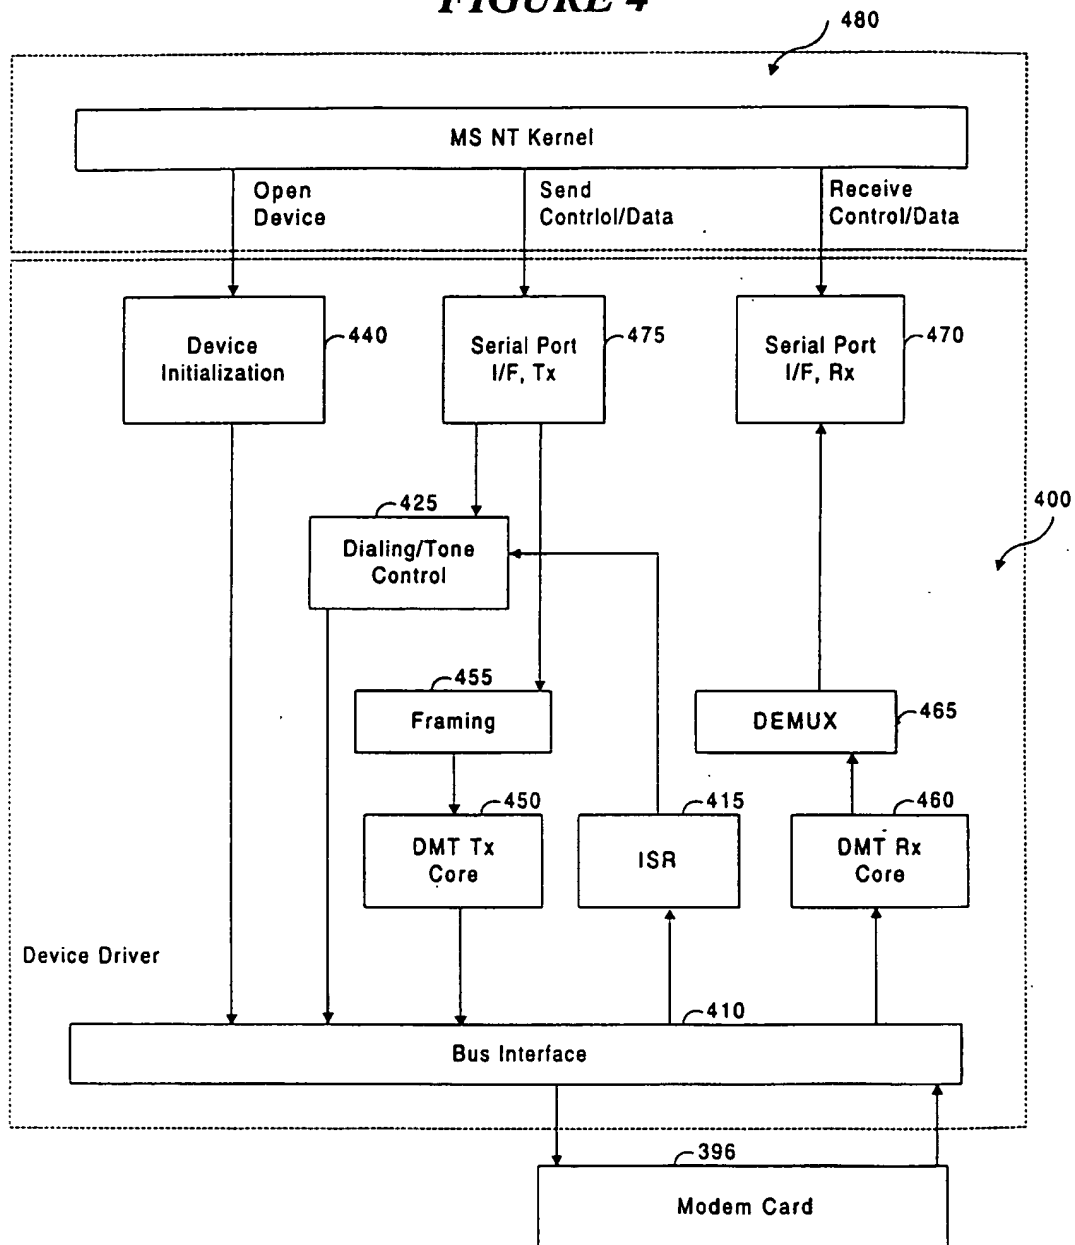 FIGURE 4
480
MS NT Kernel
Open
Device
Send
Contrlol/Data
Receive
Control/Data
Device
Initialization
440
Serial Port
I/F, Tx
475
Serial Port
I/F, Rx
470
425
Dialing/Tone
Control
400
455
Framing
DEMUX
465
450
DMT Tx
Core
415
ISR
460
DMT Rx
Core
Device Driver
410
Bus Interface
396
Modem Card